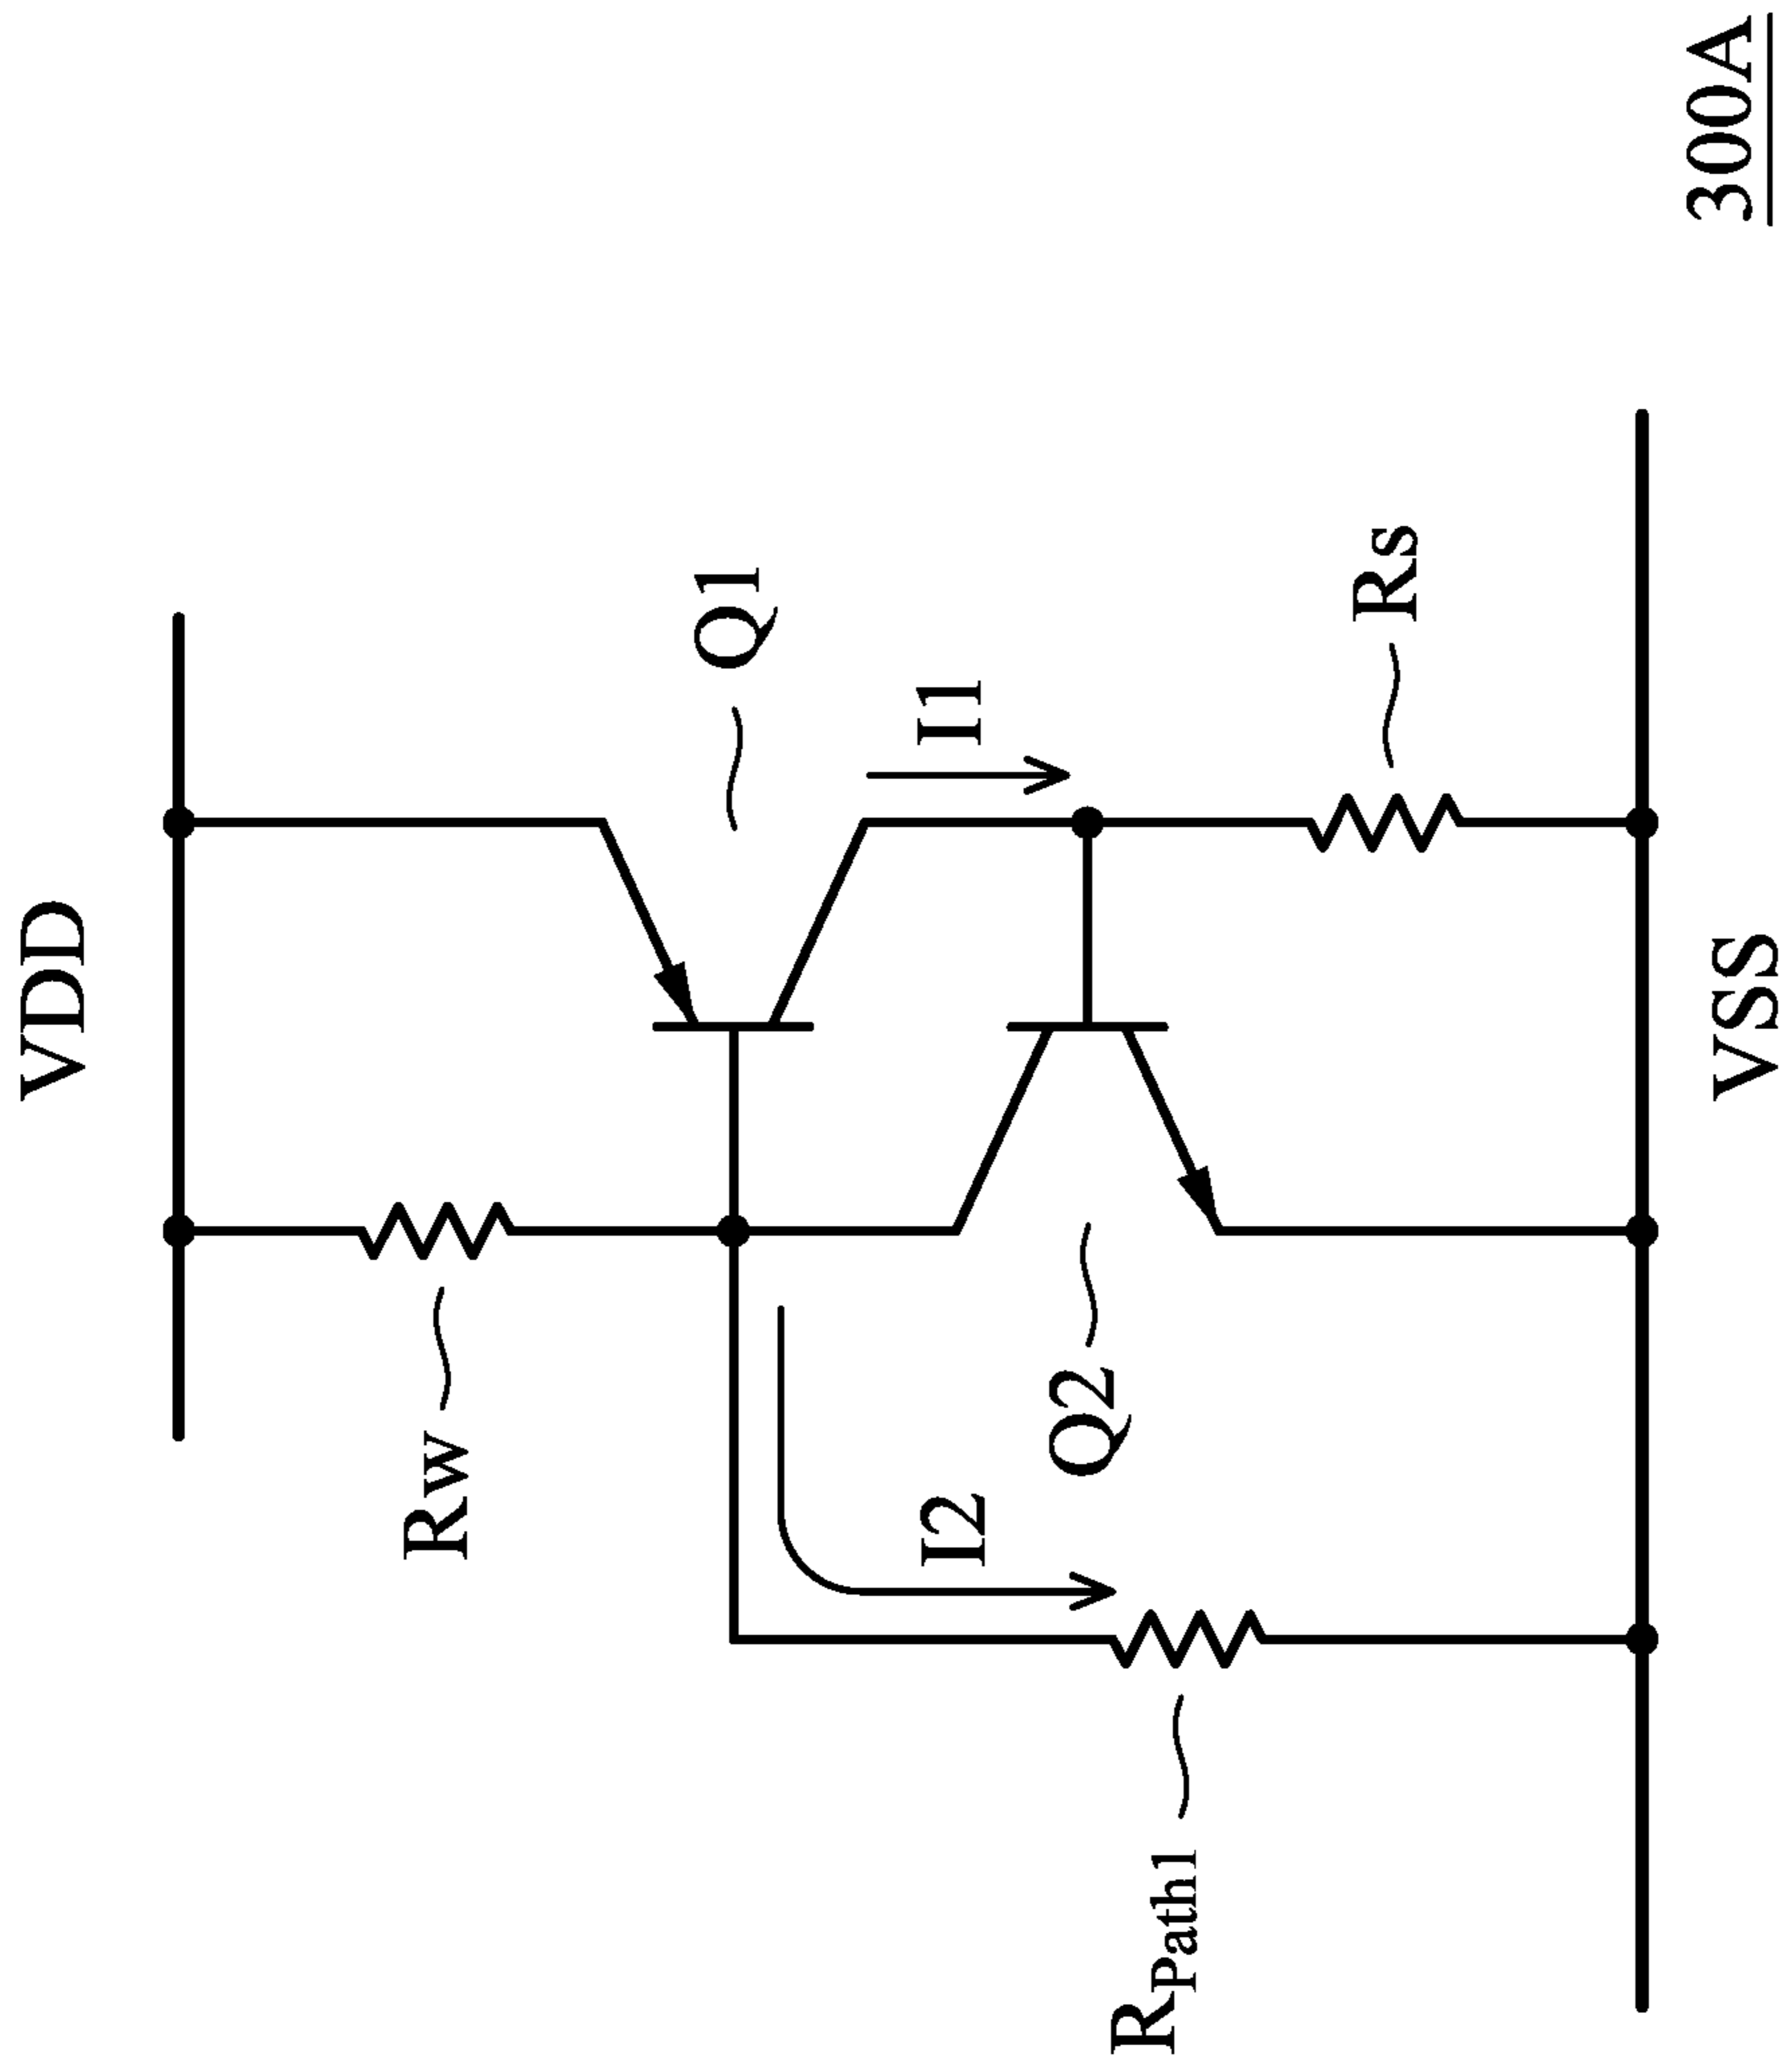 VDD
Rw
Q1
I1
I2
Q2
Rs
RPath1
VSS
300A